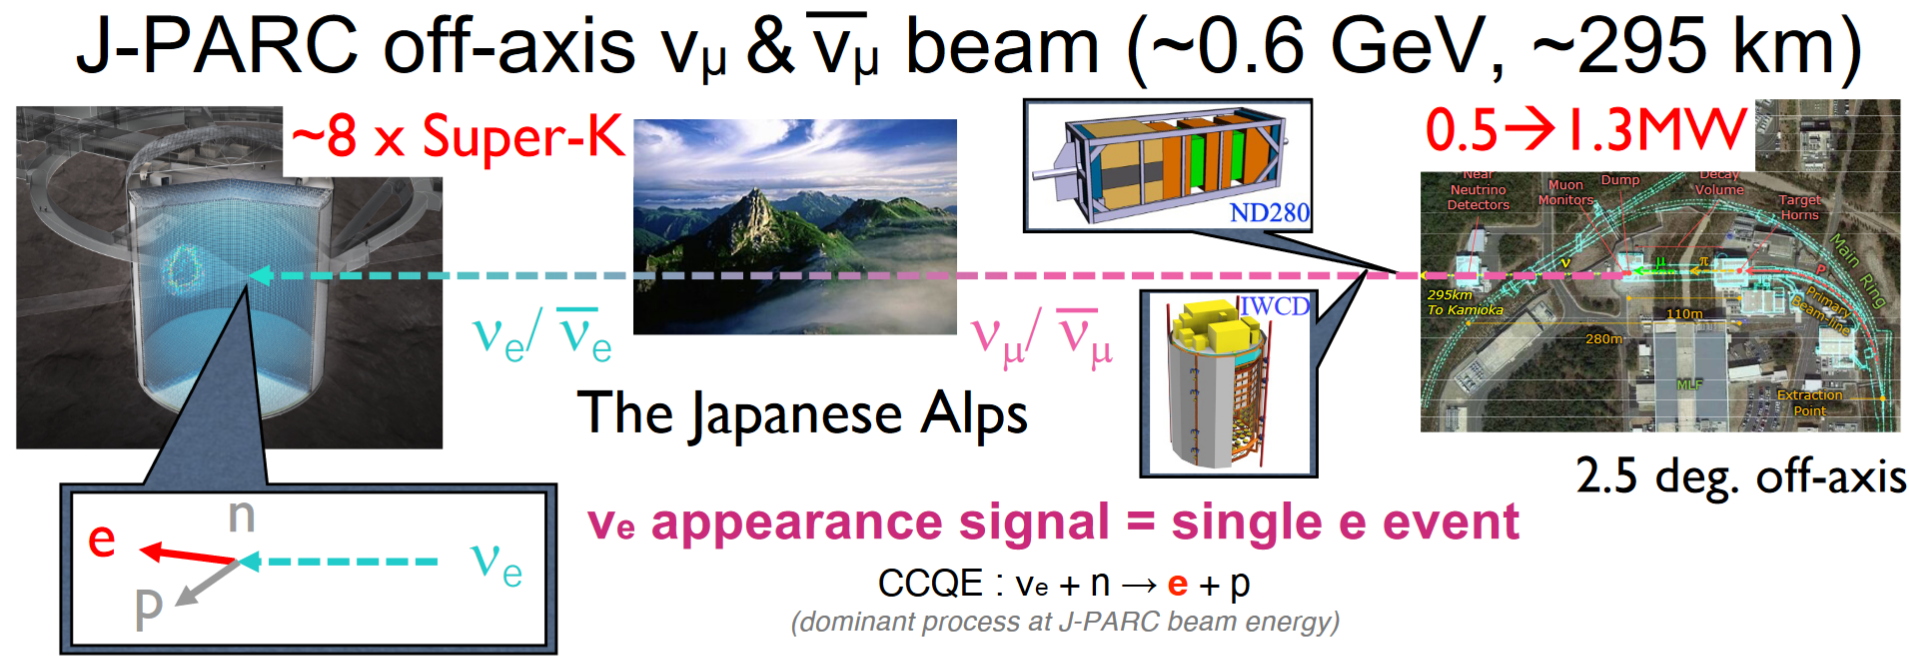 J-PARC off-axis νμ & ν̅μ beam (~0.6 GeV, ~295 km)
~8 x Super-K
ND280
0.5→1.3MW
Near
Neutrino
Detectors
Muon
Monitors
Dump
Decay
Volume
Target
Horns
Main Ring
P
π
μ
ν
Primary
Beam-line
295km
To Kamioka
110m
280m
MLF
Extraction
Point
IWCD
νe/ ν̅e
νμ/ ν̅μ
The Japanese Alps
2.5 deg. off-axis
e
n
p
νe
νe appearance signal = single e event
CCQE : νe + n → e + p
(dominant process at J-PARC beam energy)